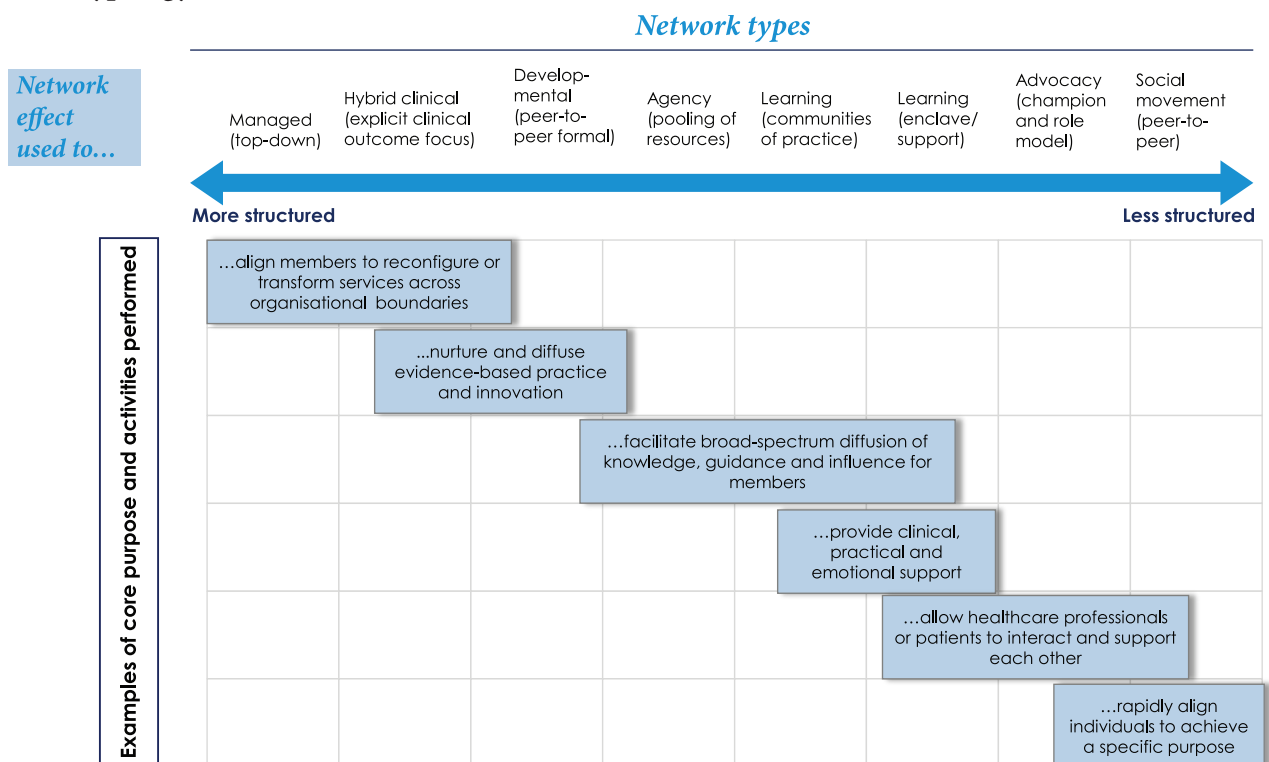 Network types
Network
effect
used to…
Managed
(top-down)
Hybrid clinical
(explicit clinical
outcome focus)
Develop-
mental
(peer-to-
peer formal)
Agency
(pooling of
resources)
Learning
(communities
of practice)
Learning
(enclave/
support)
Advocacy
(champion
and role
model)
Social
movement
(peer-to-
peer)
More structured
Less structured
Examples of core purpose and activities performed
…align members to reconfigure or
transform services across
organisational boundaries
...nurture and diffuse
evidence-based practice
and innovation
…facilitate broad-spectrum diffusion of
knowledge, guidance and influence for
members
…provide clinical,
practical and
emotional support
…allow healthcare professionals
or patients to interact and support
each other
…rapidly align
individuals to achieve
a specific purpose